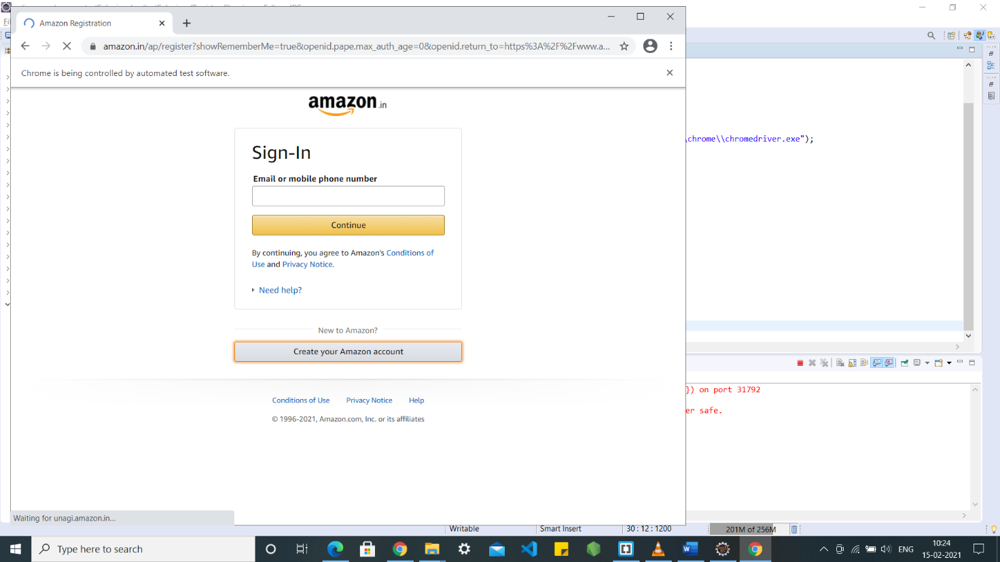 Amazon Registration
amazon.in/ap/register?showRememberMe=true&openid.pape.max_auth_age=0&openid.return_to=https%3A%2F%2Fwww.a...
Chrome is being controlled by automated test software.
amazon.in
Sign-In
Email or mobile phone number
Continue
By continuing, you agree to Amazon's Conditions of
Use and Privacy Notice.
Need help?
New to Amazon?
Create your Amazon account
Conditions of Use Privacy Notice Help
© 1996-2021, Amazon.com, Inc. or its affiliates
Waiting for unagi.amazon.in...
\chrome\\chromedriver.exe");
}) on port 31792
er safe.
Writable Smart Insert 30 : 12 : 1200 201M of 256M
Type here to search
ENG
10:24
15-02-2021